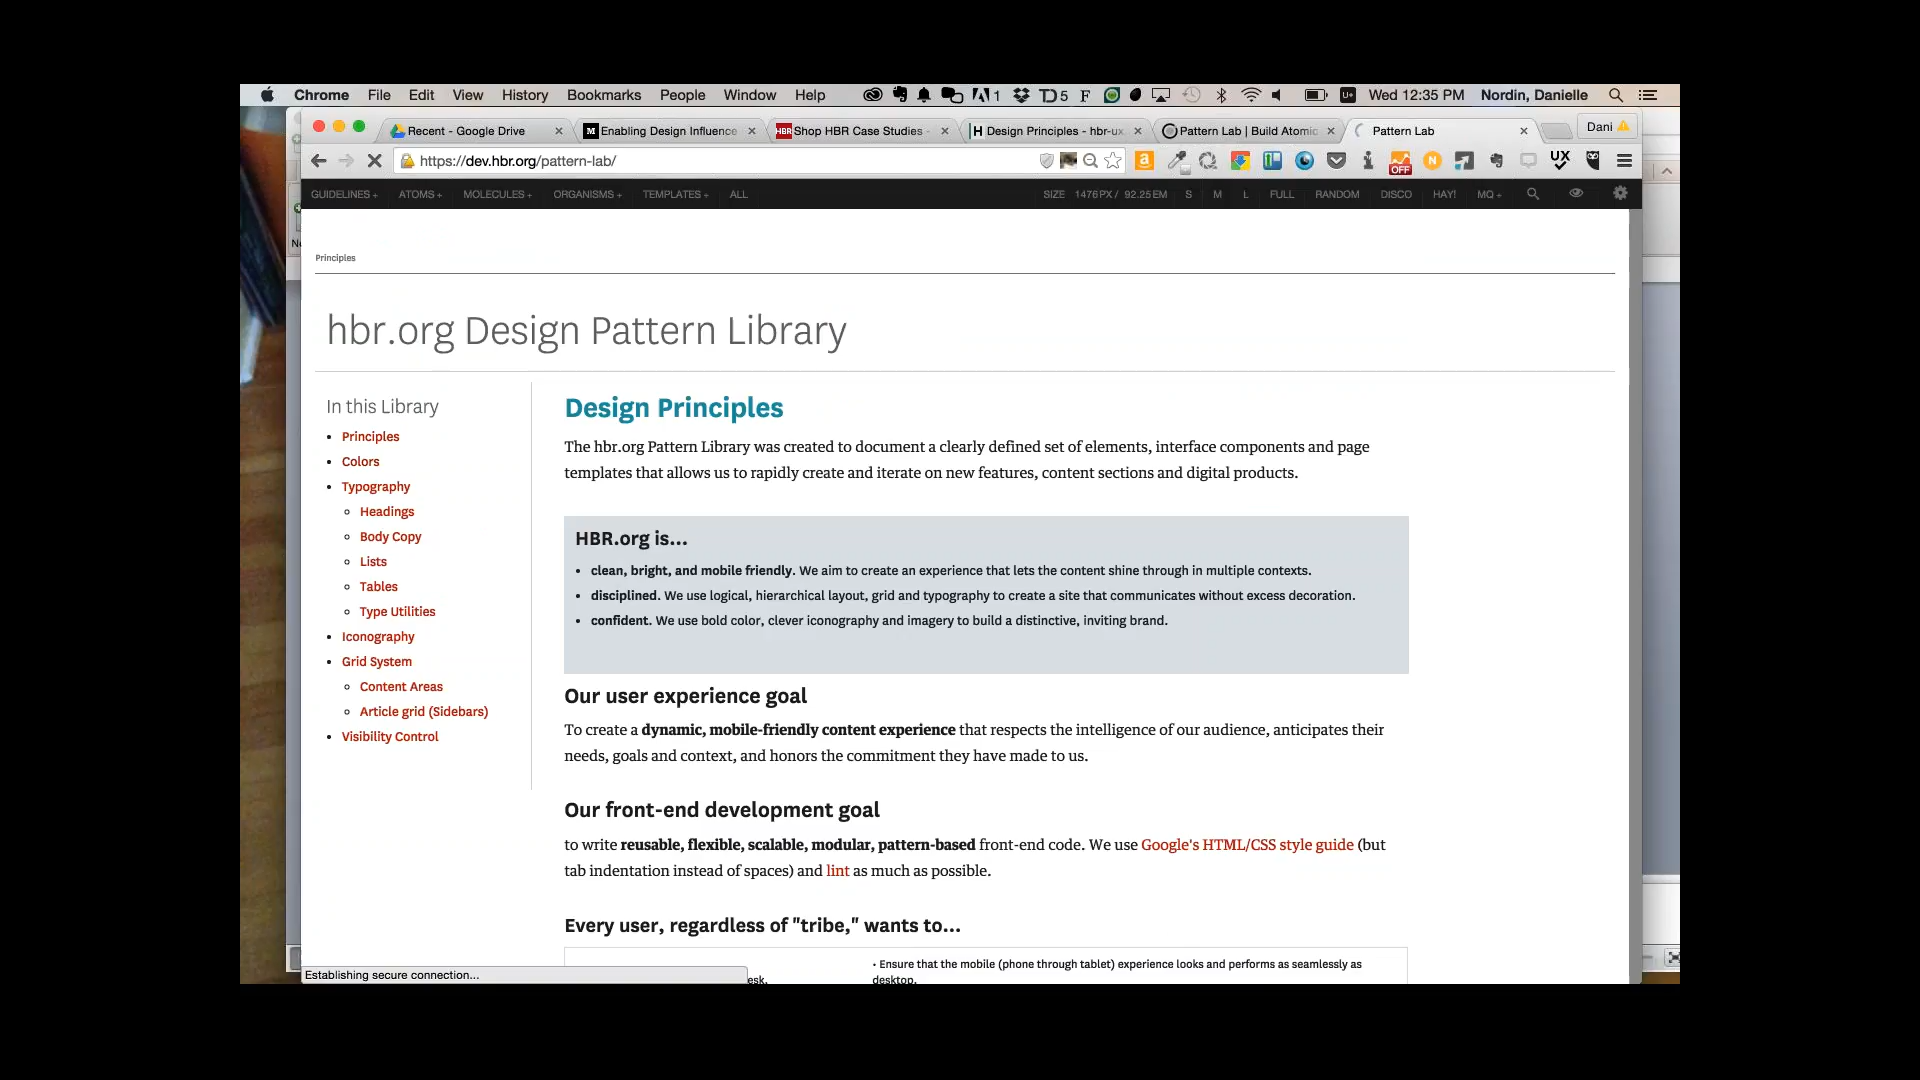 Chrome File Edit View History Bookmarks People Window Help 1 5 Wed 12:35 PM Nordin, Danielle
Recent - Google Drive Enabling Design Influence HBR Shop HBR Case Studies - Design Principles - hbr-ux Pattern Lab | Build Atomic Pattern Lab Dani
https://dev.hbr.org/pattern-lab/ OFF UX
GUIDELINES + ATOMS + MOLECULES + ORGANISMS + TEMPLATES + ALL SIZE 1476PX / 92.25EM S M L FULL RANDOM DISCO HAY! MQ +
Principles
hbr.org Design Pattern Library
In this Library
• Principles
• Colors
• Typography
◦ Headings
◦ Body Copy
◦ Lists
◦ Tables
◦ Type Utilities
• Iconography
• Grid System
◦ Content Areas
◦ Article grid (Sidebars)
• Visibility Control
Design Principles
The hbr.org Pattern Library was created to document a clearly defined set of elements, interface components and page
templates that allows us to rapidly create and iterate on new features, content sections and digital products.
HBR.org is...
• clean, bright, and mobile friendly. We aim to create an experience that lets the content shine through in multiple contexts.
• disciplined. We use logical, hierarchical layout, grid and typography to create a site that communicates without excess decoration.
• confident. We use bold color, clever iconography and imagery to build a distinctive, inviting brand.
Our user experience goal
To create a dynamic, mobile-friendly content experience that respects the intelligence of our audience, anticipates their
needs, goals and context, and honors the commitment they have made to us.
Our front-end development goal
to write reusable, flexible, scalable, modular, pattern-based front-end code. We use Google's HTML/CSS style guide (but
tab indentation instead of spaces) and lint as much as possible.
Every user, regardless of "tribe," wants to...
• Ensure that the mobile (phone through tablet) experience looks and performs as seamlessly as
desktop.
Establishing secure connection...